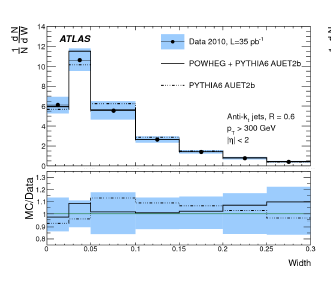 1/N dN/dW
14
12
10
8
6
4
2
0
ATLAS
Data 2010, L=35 pb⁻¹
POWHEG + PYTHIA6 AUET2b
PYTHIA6 AUET2b
Anti-kₜ jets, R = 0.6
p_T > 300 GeV
|η| < 2
MC/Data
1.3
1.2
1.1
1
0.9
0.8
0 0.05 0.1 0.15 0.2 0.25 0.3
Width